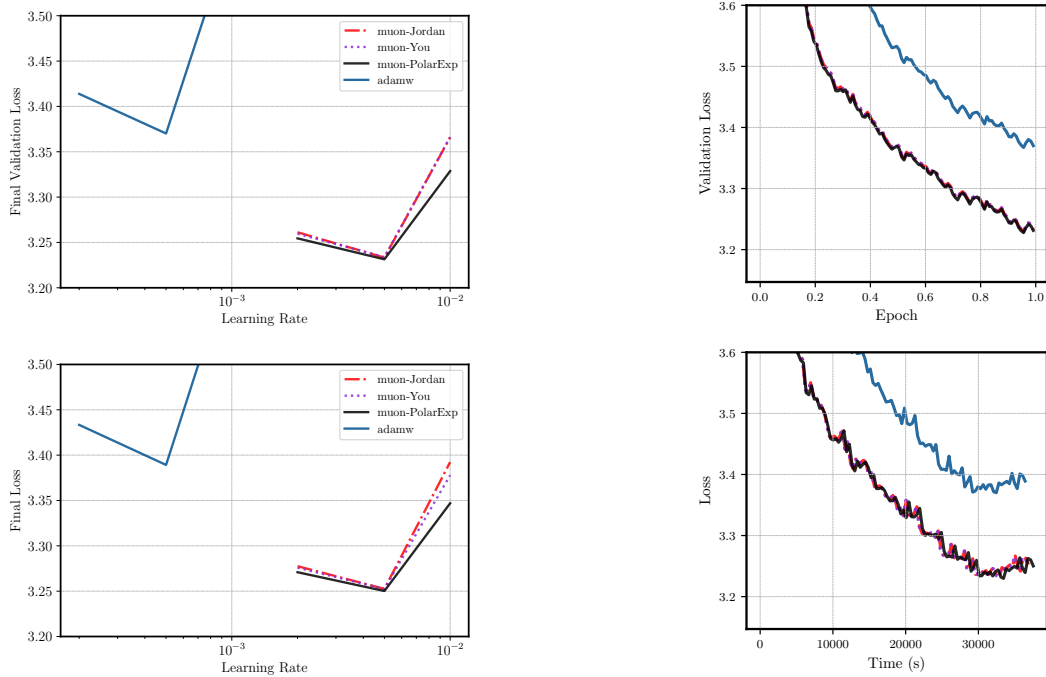 3.50
3.45
3.40
3.35
3.30
3.25
3.20
Final Validation Loss
10⁻³
10⁻²
Learning Rate
muon-Jordan
muon-You
muon-PolarExp
adamw
3.6
3.5
3.4
3.3
3.2
Validation Loss
0.0 0.2 0.4 0.6 0.8 1.0
Epoch
3.50
3.45
3.40
3.35
3.30
3.25
3.20
Final Loss
10⁻³
10⁻²
Learning Rate
muon-Jordan
muon-You
muon-PolarExp
adamw
3.6
3.5
3.4
3.3
3.2
Loss
0 10000 20000 30000
Time (s)